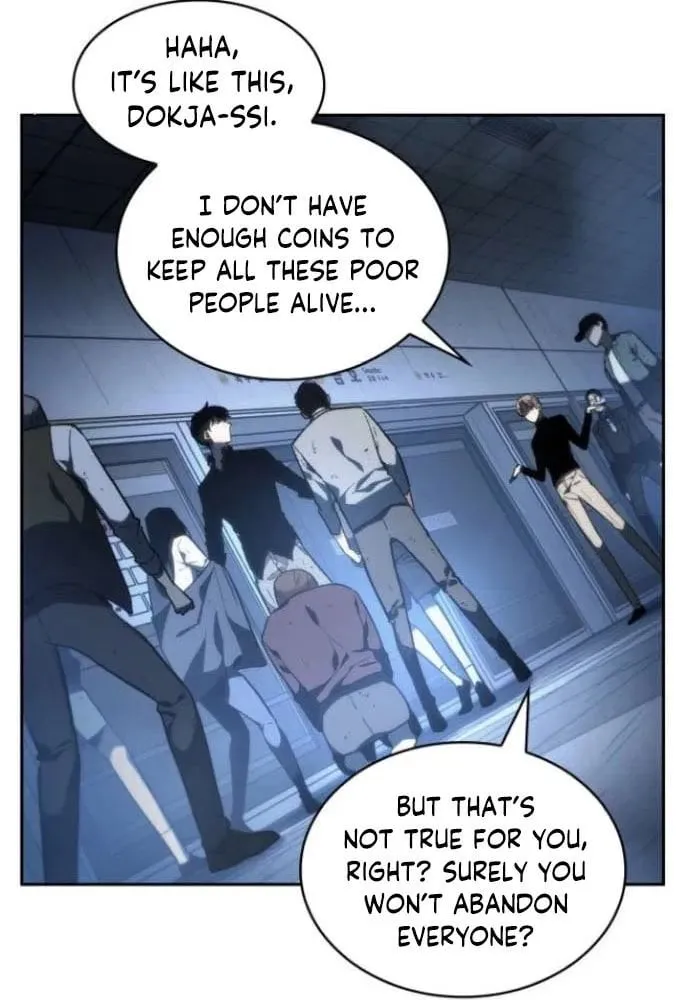 HAHA,
IT'S LIKE THIS,
DOKJA-SSI.
I DON'T HAVE
ENOUGH COINS TO
KEEP ALL THESE POOR
PEOPLE ALIVE...
BUT THAT'S
NOT TRUE FOR YOU,
RIGHT? SURELY YOU
WON'T ABANDON
EVERYONE?